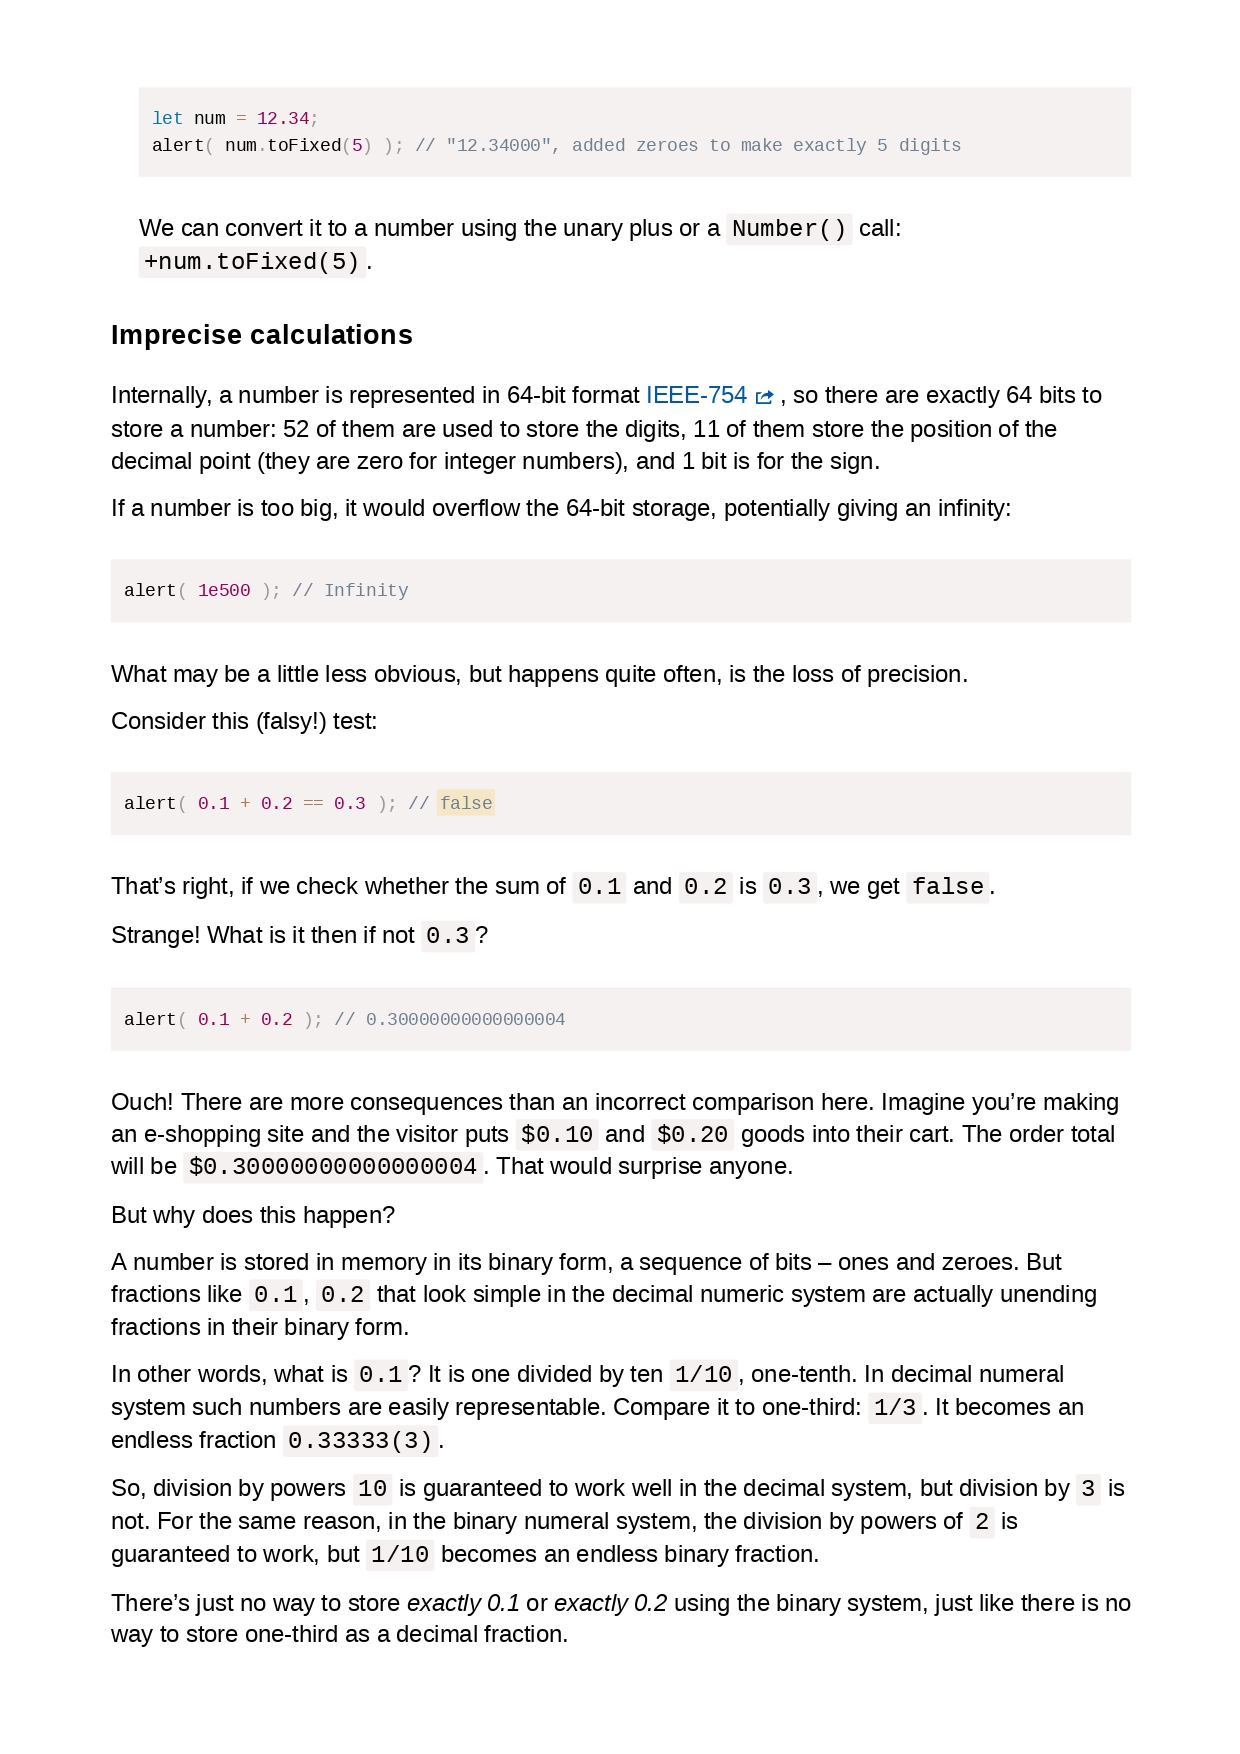 let num = 12.34;
alert( num.toFixed(5) ); // "12.34000", added zeroes to make exactly 5 digits
We can convert it to a number using the unary plus or a Number() call:
+num.toFixed(5).
Imprecise calculations
Internally, a number is represented in 64-bit format IEEE-754 , so there are exactly 64 bits to
store a number: 52 of them are used to store the digits, 11 of them store the position of the
decimal point (they are zero for integer numbers), and 1 bit is for the sign.
If a number is too big, it would overflow the 64-bit storage, potentially giving an infinity:
alert( 1e500 ); // Infinity
What may be a little less obvious, but happens quite often, is the loss of precision.
Consider this (falsy!) test:
alert( 0.1 + 0.2 == 0.3 ); // false
That’s right, if we check whether the sum of 0.1 and 0.2 is 0.3, we get false.
Strange! What is it then if not 0.3?
alert( 0.1 + 0.2 ); // 0.30000000000000004
Ouch! There are more consequences than an incorrect comparison here. Imagine you’re making
an e-shopping site and the visitor puts $0.10 and $0.20 goods into their cart. The order total
will be $0.30000000000000004. That would surprise anyone.
But why does this happen?
A number is stored in memory in its binary form, a sequence of bits – ones and zeroes. But
fractions like 0.1, 0.2 that look simple in the decimal numeric system are actually unending
fractions in their binary form.
In other words, what is 0.1? It is one divided by ten 1/10, one-tenth. In decimal numeral
system such numbers are easily representable. Compare it to one-third: 1/3. It becomes an
endless fraction 0.33333(3).
So, division by powers 10 is guaranteed to work well in the decimal system, but division by 3 is
not. For the same reason, in the binary numeral system, the division by powers of 2 is
guaranteed to work, but 1/10 becomes an endless binary fraction.
There’s just no way to store exactly 0.1 or exactly 0.2 using the binary system, just like there is no
way to store one-third as a decimal fraction.